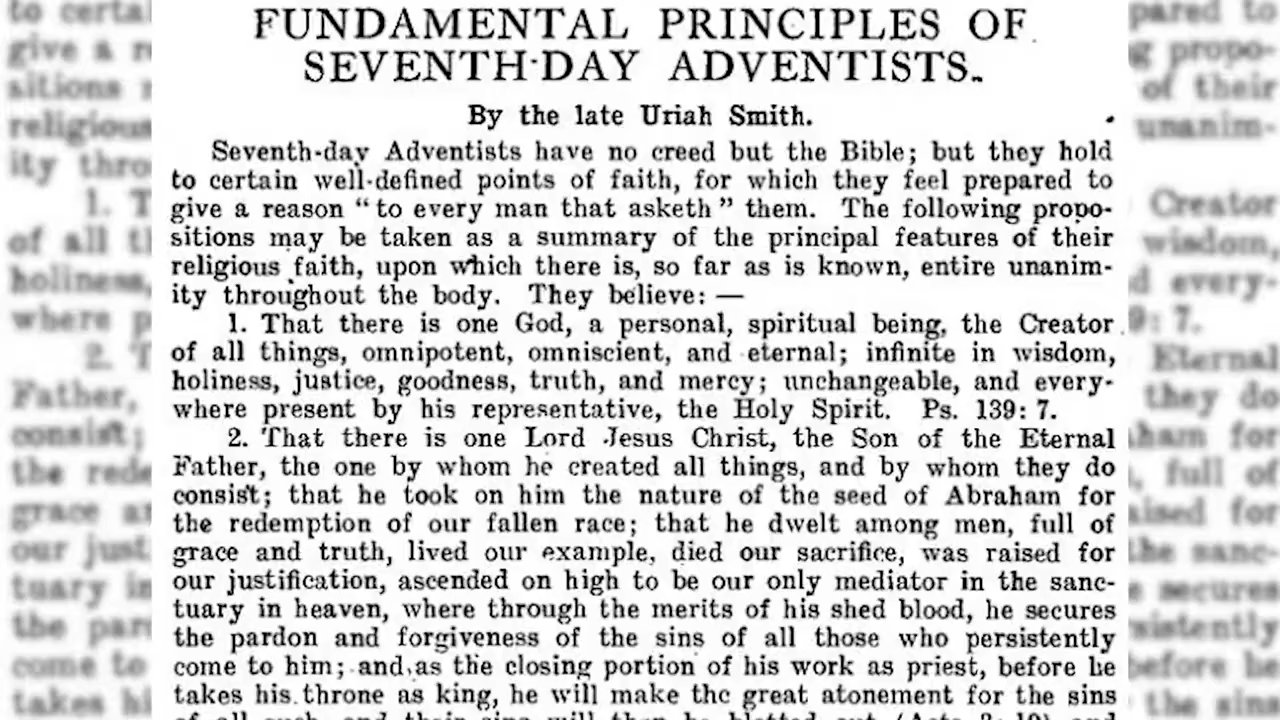 FUNDAMENTAL PRINCIPLES OF
SEVENTH-DAY ADVENTISTS.
By the late Uriah Smith.
Seventh-day Adventists have no creed but the Bible; but they hold
to certain well-defined points of faith, for which they feel prepared to
give a reason “to every man that asketh” them. The following propo-
sitions may be taken as a summary of the principal features of their
religious faith, upon which there is, so far as is known, entire unanim-
ity throughout the body. They believe: —
1. That there is one God, a personal, spiritual being, the Creator
of all things, omnipotent, omniscient, and eternal; infinite in wisdom,
holiness, justice, goodness, truth, and mercy; unchangeable, and every-
where present by his representative, the Holy Spirit. Ps. 139: 7.
2. That there is one Lord Jesus Christ, the Son of the Eternal
Father, the one by whom he created all things, and by whom they do
consist; that he took on him the nature of the seed of Abraham for
the redemption of our fallen race; that he dwelt among men, full of
grace and truth, lived our example, died our sacrifice, was raised for
our justification, ascended on high to be our only mediator in the sanc-
tuary in heaven, where through the merits of his shed blood, he secures
the pardon and forgiveness of the sins of all those who persistently
come to him; and as the closing portion of his work as priest, before he
takes his throne as king, he will make the great atonement for the sins